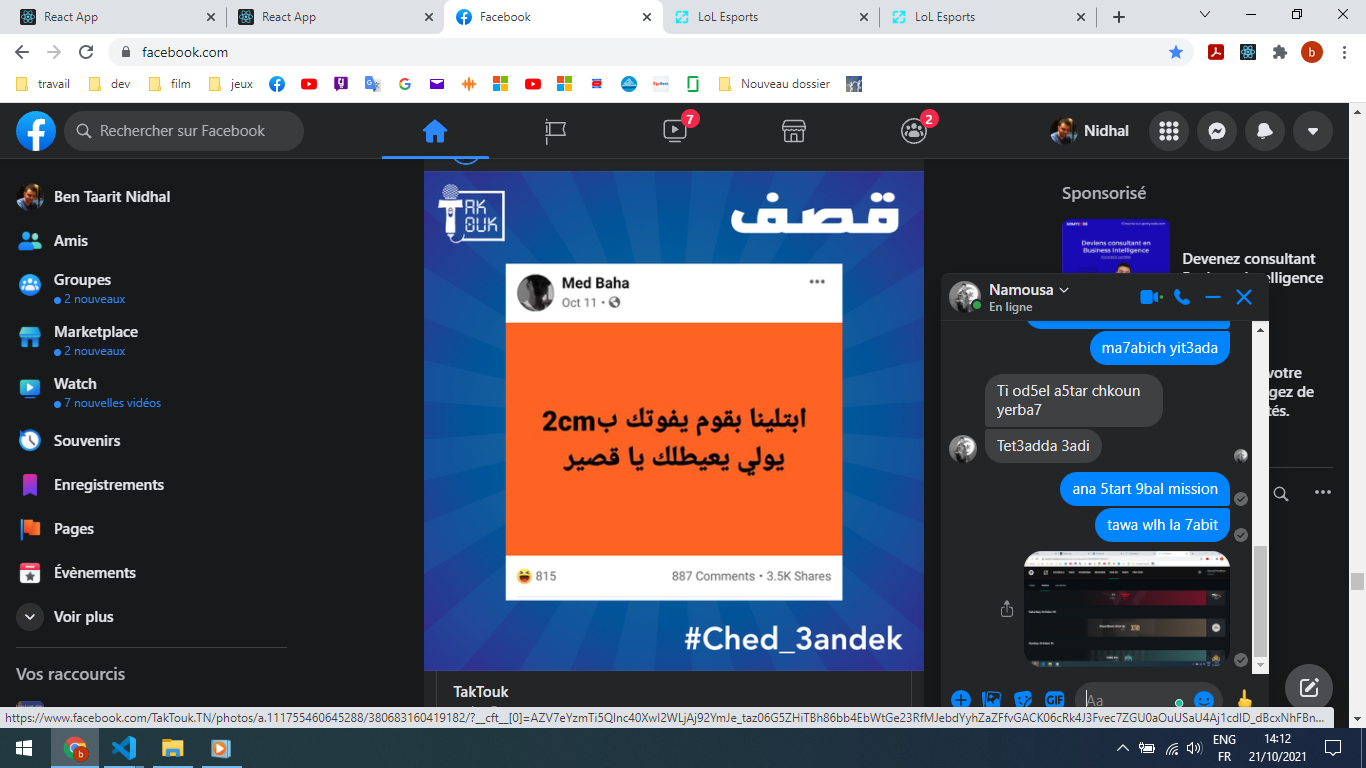 React App
React App
Facebook
LoL Esports
LoL Esports
facebook.com
b
travail
dev
film
jeux
Nouveau dossier
Rechercher sur Facebook
7
2
Nidhal
Ben Taarit Nidhal
Amis
Groupes
2 nouveaux
Marketplace
2 nouveaux
Watch
7 nouvelles vidéos
Souvenirs
Enregistrements
Pages
Évènements
Voir plus
Vos raccourcis
TAK
TOUK
قصف
Med Baha
Oct 11
ابتلينا بقوم يفوتك ب2cm
يولي يعيطلك يا قصير
815
887 Comments • 3.5K Shares
#Ched_3andek
TakTouk
Sponsorisé
Deviens consultant en
Business Intelligence
Devenez consultant
Namousa
En ligne
ma7abich yit3ada
Ti od5el a5tar chkoun
yerba7
Tet3adda 3adi
ana 5tart 9bal mission
tawa wlh la 7abit
GIF
Aa
votre
https://www.facebook.com/TakTouk.TN/photos/a.111755460645288/380683160419182/?__cft__[0]=
ENG
FR
14:12
21/10/2021